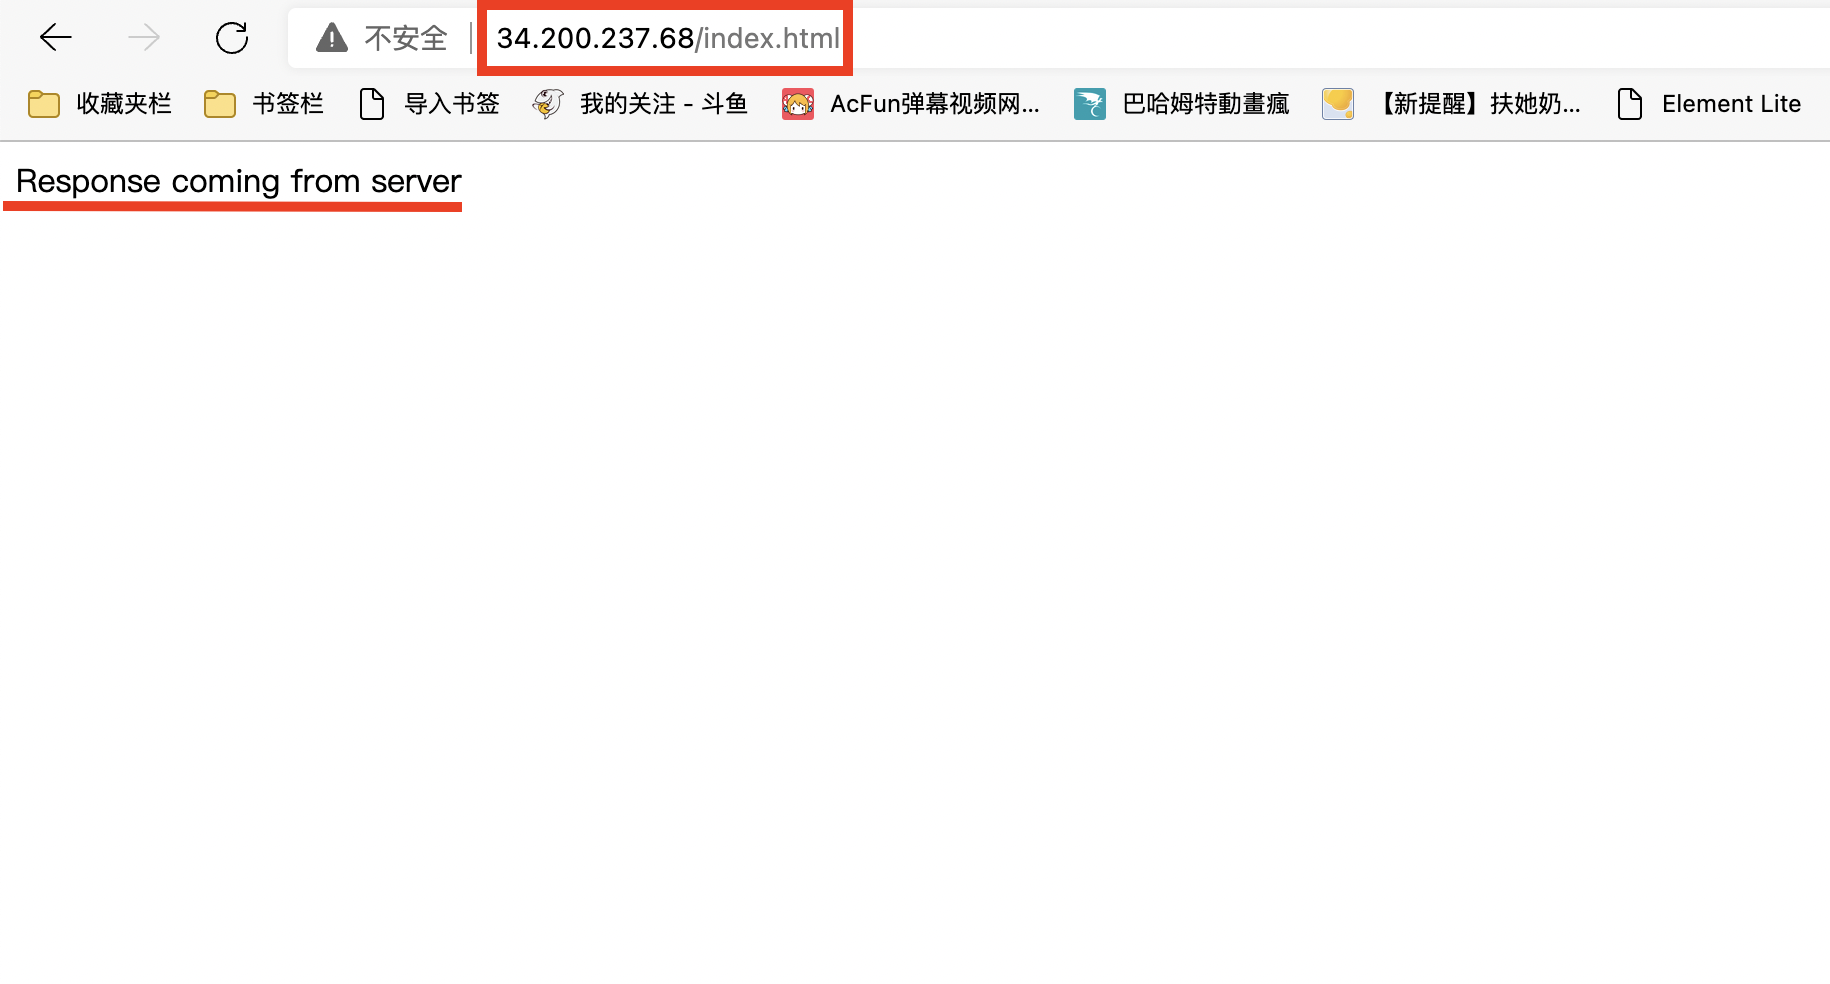 不安全 34.200.237.68/index.html
收藏夹栏 书签栏 导入书签 我的关注 - 斗鱼 AcFun弹幕视频网... 巴哈姆特動畫瘋 【新提醒】扶她奶... Element Lite
Response coming from server